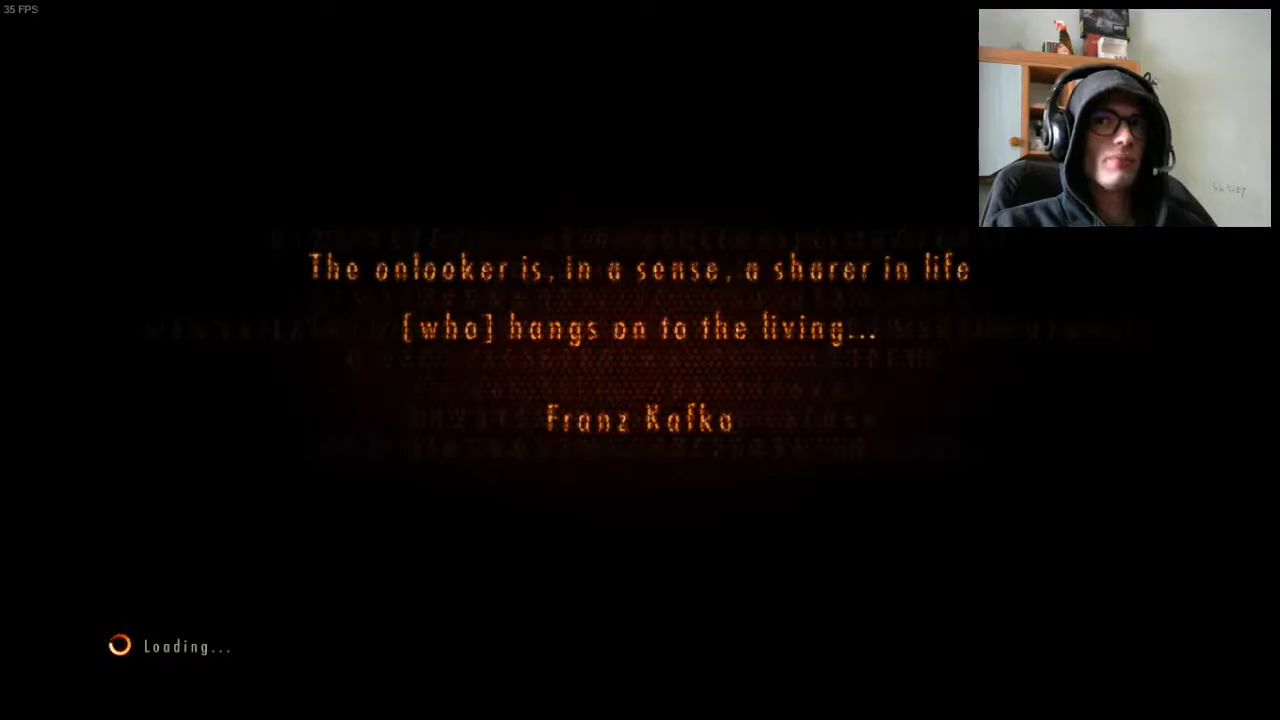 35 FPS
The onlooker is, in a sense, a sharer in life
[who] hangs on to the living...
Franz Kafka
Loading...